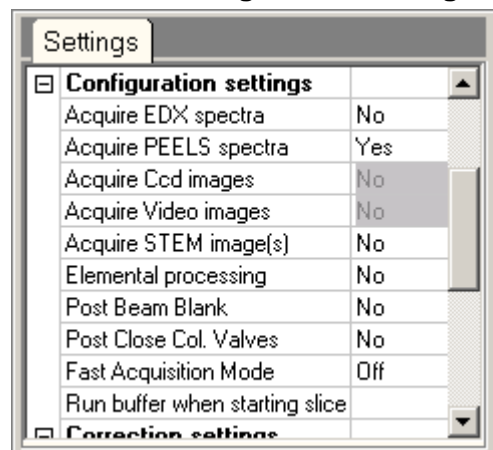 Settings
Configuration settings
Acquire EDX spectra No
Acquire PEELS spectra Yes
Acquire Ccd images No
Acquire Video images No
Acquire STEM image(s) No
Elemental processing No
Post Beam Blank No
Post Close Col. Valves No
Fast Acquisition Mode Off
Run buffer when starting slice
Correction settings